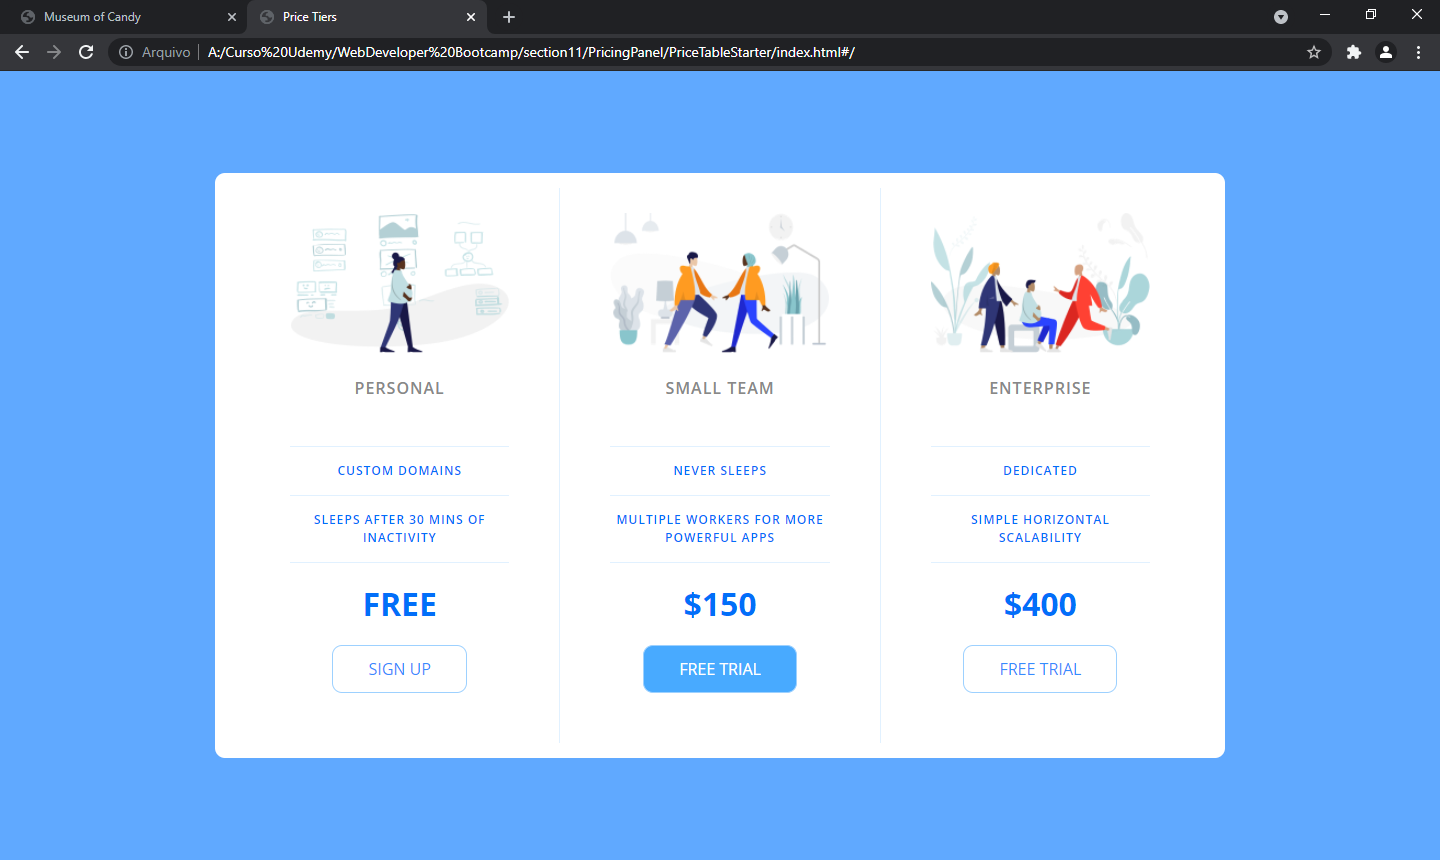 Museum of Candy
Price Tiers
Arquivo
A:/Curso%20Udemy/WebDeveloper%20Bootcamp/section11/PricingPanel/PriceTableStarter/index.html#/
PERSONAL
CUSTOM DOMAINS
SLEEPS AFTER 30 MINS OF
INACTIVITY
FREE
SIGN UP
SMALL TEAM
NEVER SLEEPS
MULTIPLE WORKERS FOR MORE
POWERFUL APPS
$150
FREE TRIAL
ENTERPRISE
DEDICATED
SIMPLE HORIZONTAL
SCALABILITY
$400
FREE TRIAL